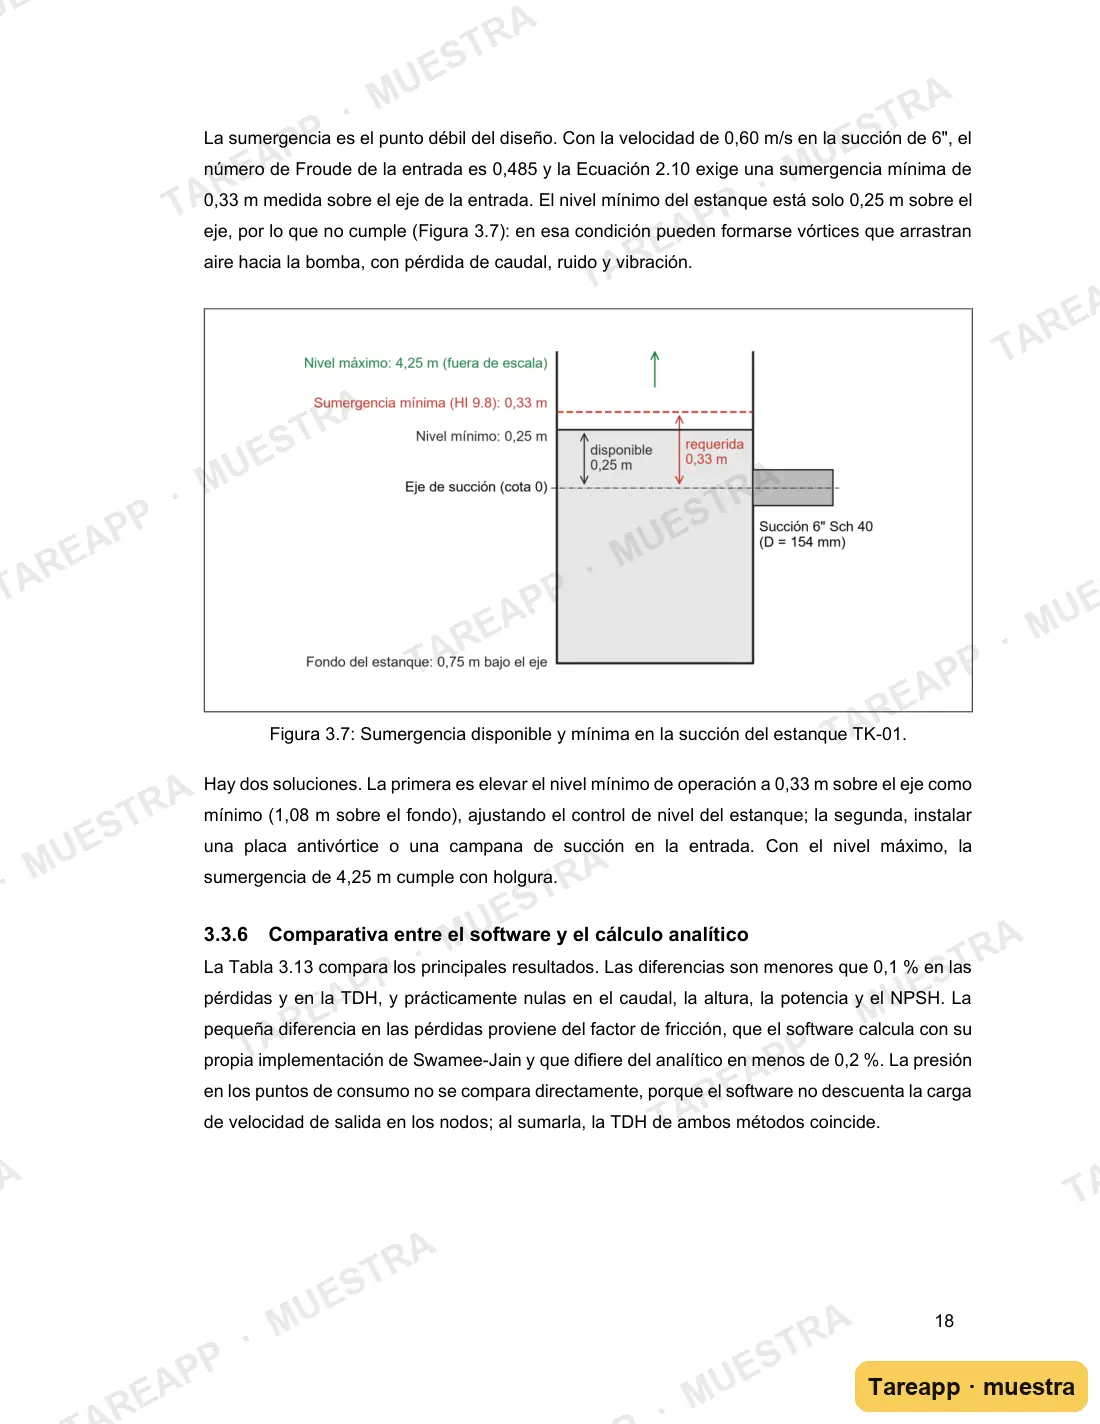 La sumergencia es el punto débil del diseño. Con la velocidad de 0,60 m/s en la succión de 6", el
número de Froude de la entrada es 0,485 y la Ecuación 2.10 exige una sumergencia mínima de
0,33 m medida sobre el eje de la entrada. El nivel mínimo del estanque está solo 0,25 m sobre el
eje, por lo que no cumple (Figura 3.7): en esa condición pueden formarse vórtices que arrastran
aire hacia la bomba, con pérdida de caudal, ruido y vibración.
Nivel máximo: 4,25 m (fuera de escala)
Sumergencia mínima (HI 9.8): 0,33 m
Nivel mínimo: 0,25 m
disponible
0,25 m
requerida
0,33 m
Eje de succión (cota 0)
Succión 6" Sch 40
(D = 154 mm)
Fondo del estanque: 0,75 m bajo el eje
Figura 3.7: Sumergencia disponible y mínima en la succión del estanque TK-01.
Hay dos soluciones. La primera es elevar el nivel mínimo de operación a 0,33 m sobre el eje como
mínimo (1,08 m sobre el fondo), ajustando el control de nivel del estanque; la segunda, instalar
una placa antivórtice o una campana de succión en la entrada. Con el nivel máximo, la
sumergencia de 4,25 m cumple con holgura.
3.3.6 Comparativa entre el software y el cálculo analítico
La Tabla 3.13 compara los principales resultados. Las diferencias son menores que 0,1 % en las
pérdidas y en la TDH, y prácticamente nulas en el caudal, la altura, la potencia y el NPSH. La
pequeña diferencia en las pérdidas proviene del factor de fricción, que el software calcula con su
propia implementación de Swamee-Jain y que difiere del analítico en menos de 0,2 %. La presión
en los puntos de consumo no se compara directamente, porque el software no descuenta la carga
de velocidad de salida en los nodos; al sumarla, la TDH de ambos métodos coincide.
18
Tareapp · muestra
TAREAPP · MUESTRA
TAREAPP · MUESTRA
TAREAPP · MUESTRA
TAREAPP · MUESTRA
TAREAPP · MUESTRA
TAREAPP · MUESTRA
TAREAPP · MUESTRA
TAREAPP · MUESTRA